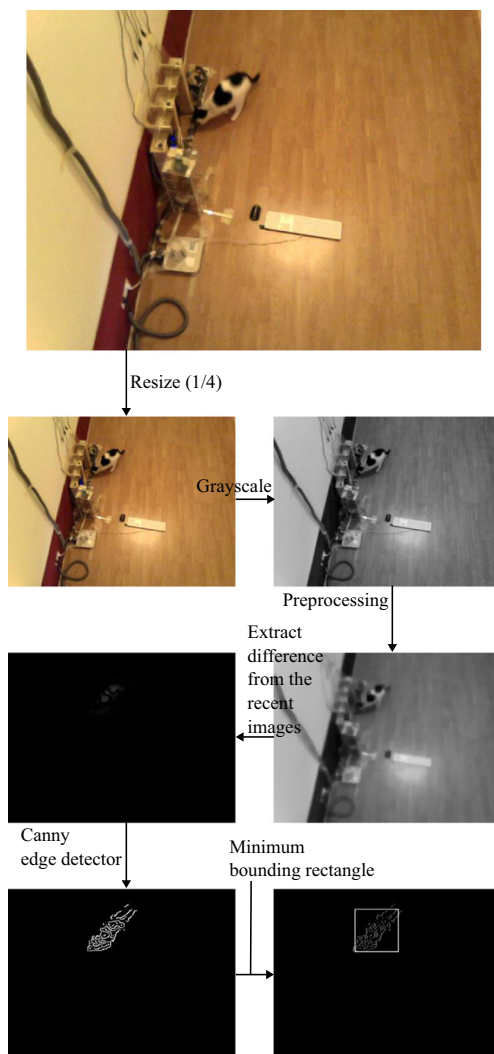 Resize (1/4)
Grayscale
Preprocessing
Extract
difference
from the
recent
images
Canny
edge detector
Minimum
bounding rectangle